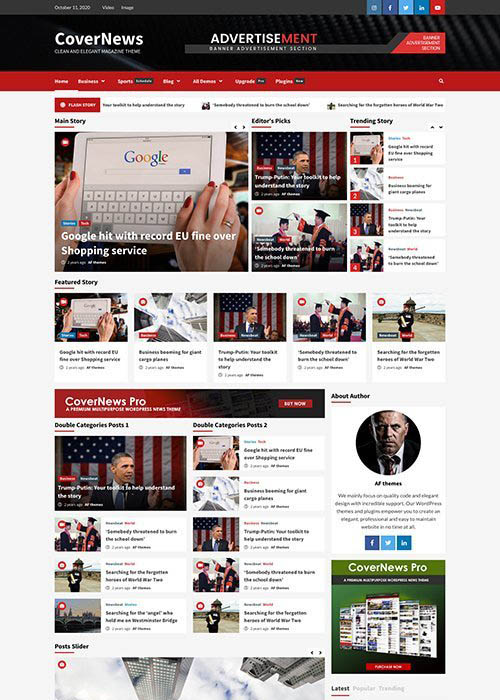 October 11, 2020 Video Image
CoverNews
CLEAN AND ELEGANT MAGAZINE THEME
ADVERTISEMENT
BANNER ADVERTISEMENT SECTION
BANNER
ADVERTISEMENT
SECTION
Home Business Sports Schedule Blog All Demos Upgrade Pro Plugins New
FLASH STORY
Your toolkit to help understand the story
'Somebody threatened to burn the school down'
Searching for the forgotten heroes of World War Two
Main Story
Google
Stories Tech
Google hit with record EU fine over
Shopping service
2 years ago AF themes
Editor's Picks
Business Newsbeat
Trump-Putin: Your toolkit to help
understand the story
2 years ago AF themes
Newsbeat World
'Somebody threatened to burn
the school down'
2 years ago AF themes
Trending Story
1
Stories Tech
Google hit with record EU
fine over Shopping
service
2
Business
Business booming for
giant cargo planes
3
Business Newsbeat
Trump-Putin: Your
toolkit to help
understand the story
4
Newsbeat World
'Somebody threatened
to burn the school down'
Featured Story
Stories Tech
Google hit with record EU
fine over Shopping service
2 years ago AF themes
Business
Business booming for giant
cargo planes
2 years ago AF themes
Business Newsbeat
Trump-Putin: Your toolkit
to help understand the
story
2 years ago AF themes
Newsbeat World
'Somebody threatened to
burn the school down'
2 years ago AF themes
Newsbeat World
Searching for the forgotten
heroes of World War Two
2 years ago AF themes
CoverNews Pro
A PREMIUM MULTIPURPOSE WORDPRESS NEWS THEME
BUY NOW
Double Categories Posts 1
Business Newsbeat
Trump-Putin: Your toolkit to help understand
the story
2 years ago AF themes
Newsbeat World
'Somebody threatened to burn
the school down'
2 years ago AF themes
Newsbeat World
Searching for the forgotten
heroes of World War Two
2 years ago AF themes
Newsbeat Stories
Searching for the 'angel' who
held me on Westminster Bridge
2 years ago AF themes
Double Categories Posts 2
Stories Tech
Google hit with record EU fine
over Shopping service
2 years ago AF themes
Business
Business booming for giant
cargo planes
2 years ago AF themes
Business Newsbeat
Trump-Putin: Your toolkit to
help understand the story
2 years ago AF themes
Newsbeat World
'Somebody threatened to burn
the school down'
2 years ago AF themes
Newsbeat World
Searching for the forgotten
heroes of World War Two
2 years ago AF themes
About Author
AF themes
We mainly focus on quality code and elegant
design with incredible support. Our WordPress
themes and plugins empower you to create an
elegant, professional and easy to maintain
website in no time at all.
CoverNews Pro
A PREMIUM MULTIPURPOSE WORDPRESS NEWS THEME
PURCHASE NOW
Posts Slider
Latest Popular Trending